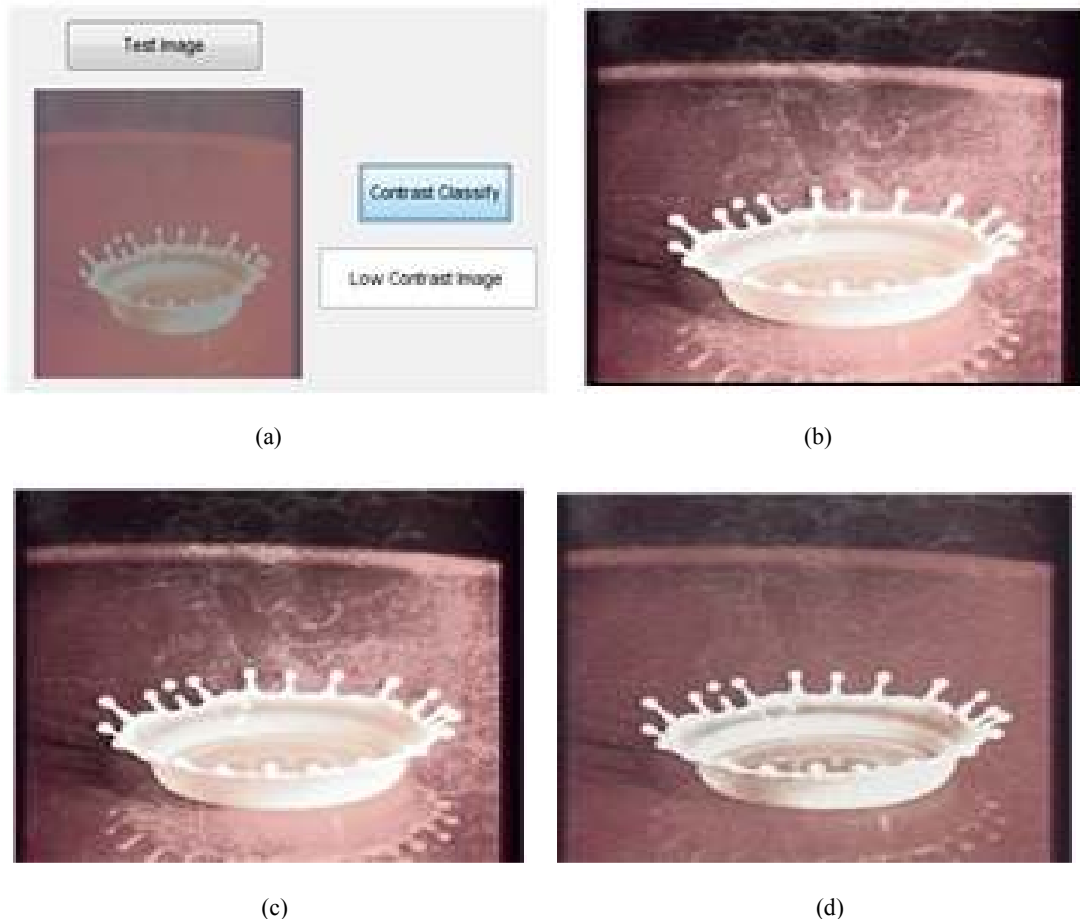 Test Image
Contrast Classify
Low Contrast Image
(a)
(b)
(c)
(d)